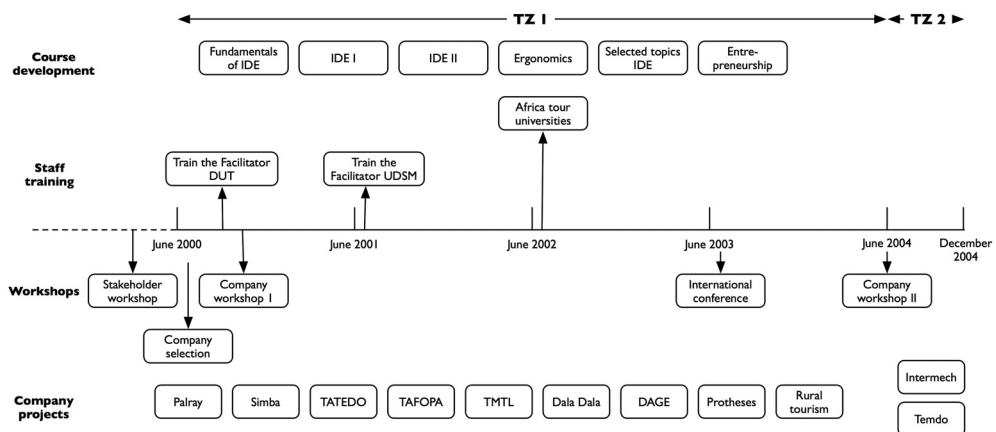 TZ 1
TZ 2
Course
development
Fundamentals
of IDE
IDE I
IDE II
Ergonomics
Selected topics
IDE
Entre-
preneurship
Africa tour
universities
Staff
training
Train the Facilitator
DUT
Train the
Facilitator UDSM
June 2000
June 2001
June 2002
June 2003
June 2004
December
2004
Workshops
Stakeholder
workshop
Company
workshop I
International
conference
Company
workshop II
Company
selection
Company
projects
Palray
Simba
TATEDO
TAFOPA
TMTL
Dala Dala
DAGE
Protheses
Rural
tourism
Intermech
Temdo